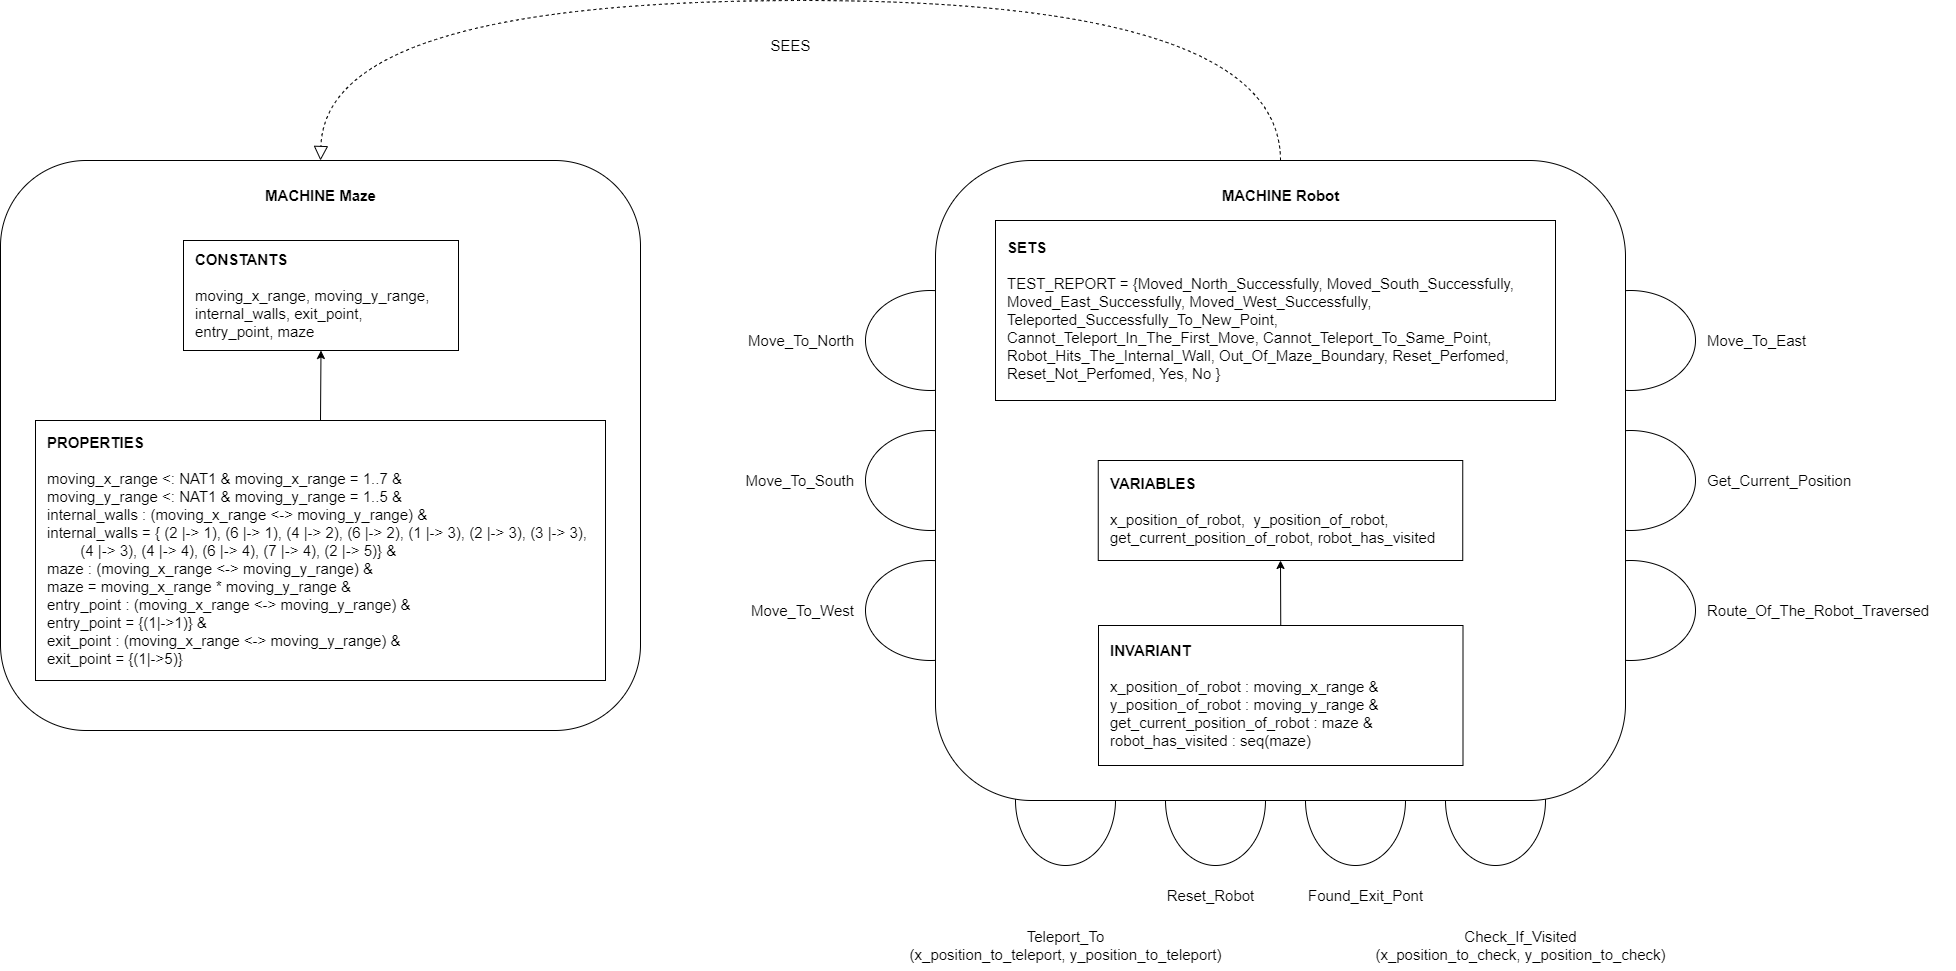 SEES
MACHINE Maze
CONSTANTS
moving_x_range, moving_y_range,
internal_walls, exit_point,
entry_point, maze
PROPERTIES
moving_x_range <: NAT1 & moving_x_range = 1..7 &
moving_y_range <: NAT1 & moving_y_range = 1..5 &
internal_walls : (moving_x_range <-> moving_y_range) &
internal_walls = { (2 |-> 1), (6 |-> 1), (4 |-> 2), (6 |-> 2), (1 |-> 3), (2 |-> 3), (3 |-> 3),
(4 |-> 3), (4 |-> 4), (6 |-> 4), (7 |-> 4), (2 |-> 5)} &
maze : (moving_x_range <-> moving_y_range) &
maze = moving_x_range * moving_y_range &
entry_point : (moving_x_range <-> moving_y_range) &
entry_point = {(1|->1)} &
exit_point : (moving_x_range <-> moving_y_range) &
exit_point = {(1|->5)}
MACHINE Robot
SETS
TEST_REPORT = {Moved_North_Successfully, Moved_South_Successfully,
Moved_East_Successfully, Moved_West_Successfully,
Teleported_Successfully_To_New_Point,
Cannot_Teleport_In_The_First_Move, Cannot_Teleport_To_Same_Point,
Robot_Hits_The_Internal_Wall, Out_Of_Maze_Boundary, Reset_Perfomed,
Reset_Not_Perfomed, Yes, No }
VARIABLES
x_position_of_robot, y_position_of_robot,
get_current_position_of_robot, robot_has_visited
INVARIANT
x_position_of_robot : moving_x_range &
y_position_of_robot : moving_y_range &
get_current_position_of_robot : maze &
robot_has_visited : seq(maze)
Move_To_North
Move_To_South
Move_To_West
Move_To_East
Get_Current_Position
Route_Of_The_Robot_Traversed
Reset_Robot
Found_Exit_Pont
Teleport_To
(x_position_to_teleport, y_position_to_teleport)
Check_If_Visited
(x_position_to_check, y_position_to_check)